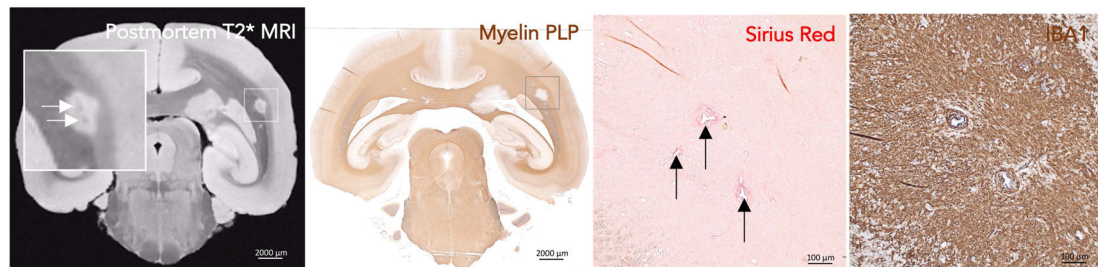 Postmortem T2* MRI
2000 µm
Myelin PLP
2000 µm
Sirius Red
100 µm
IBA1
100 µm